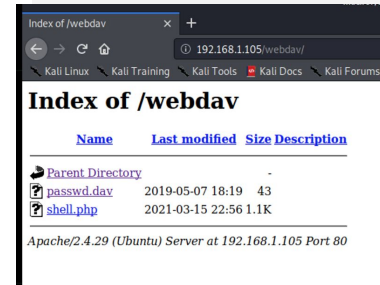 Index of /webdav
192.168.1.105/webdav/
Kali Linux Kali Training Kali Tools Kali Docs Kali Forums
Index of /webdav
Name Last modified Size Description
Parent Directory -
passwd.dav 2019-05-07 18:19 43
shell.php 2021-03-15 22:56 1.1K
Apache/2.4.29 (Ubuntu) Server at 192.168.1.105 Port 80